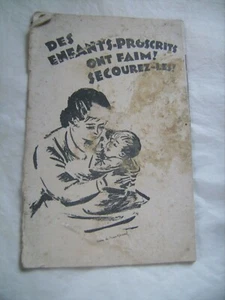 DES
ENFANTS-PROSCRITS
ONT FAIM!
SECOUREZ-LES!